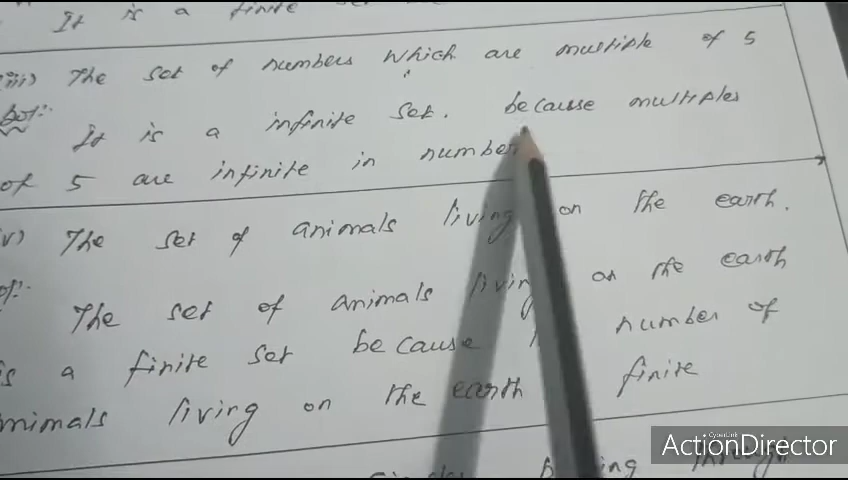 It is a finite
(iii) The set of numbers which are multiple of 5
Sol:-
It is a infinite set. because multiples
of 5 are infinite in number
v) The set of animals living on the earth.
The set of animals living on the earth
is a finite set because number of
animals living on the earth finite
through
CyberLink
ActionDirector